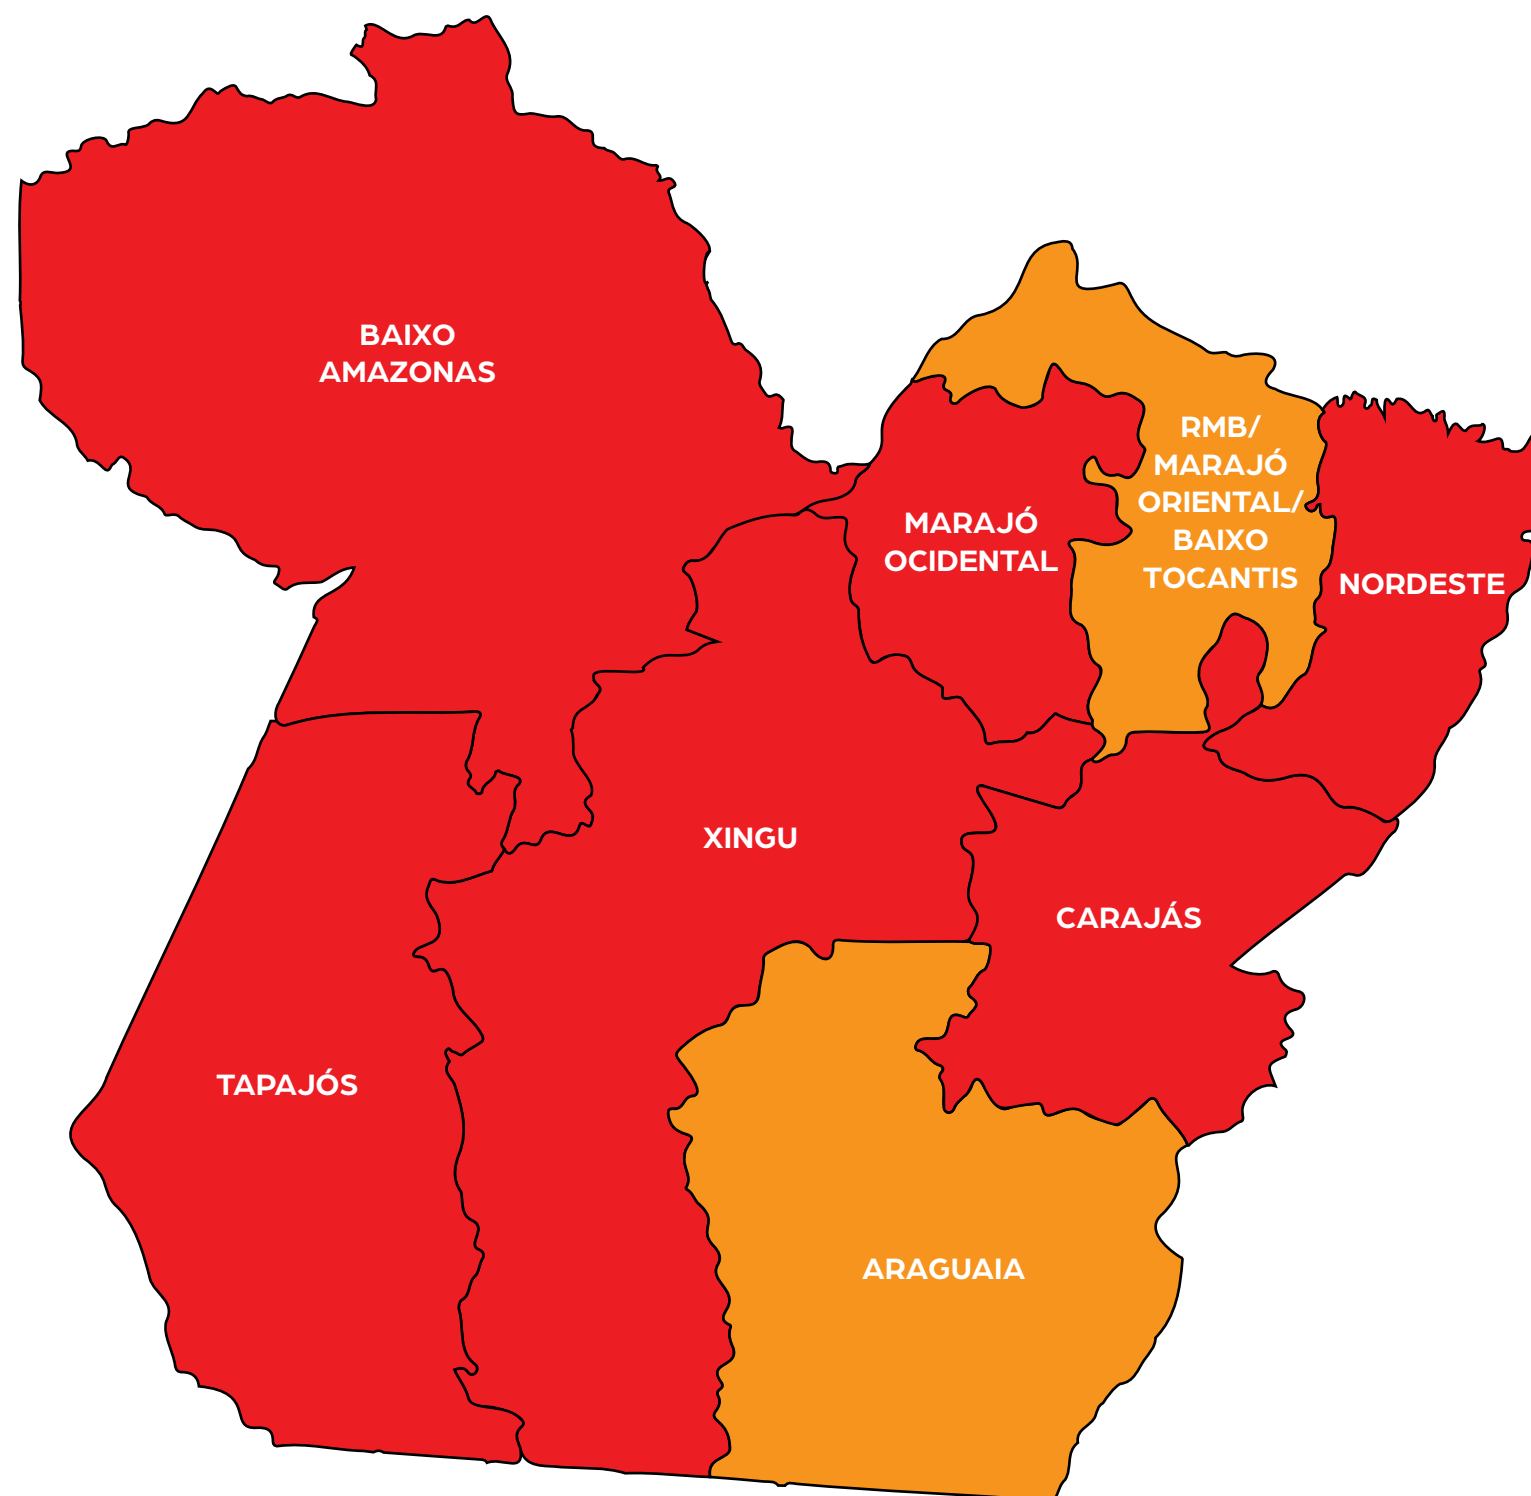 BAIXO
AMAZONAS
RMB/
MARAJÓ
ORIENTAL/
BAIXO
TOCANTIS
MARAJÓ
OCIDENTAL
NORDESTE
XINGU
CARAJÁS
TAPAJÓS
ARAGUAIA